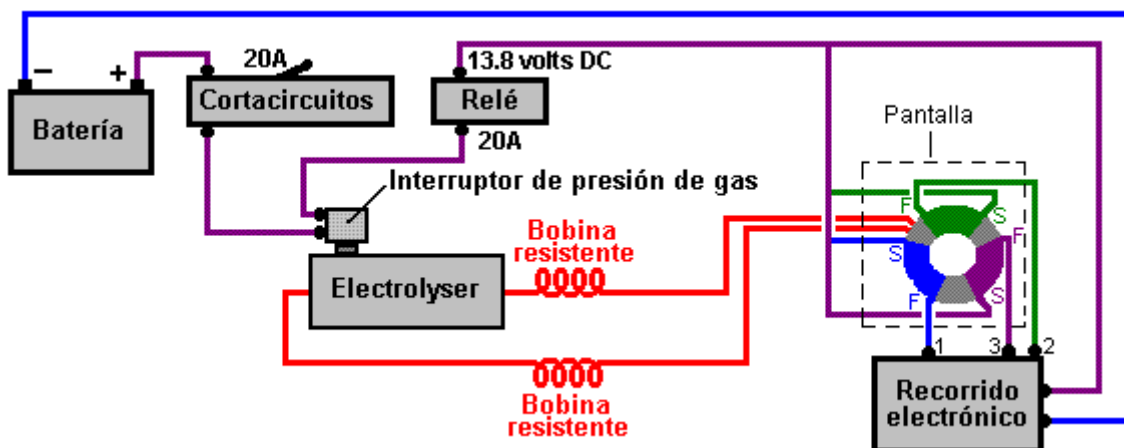 20A
13.8 volts DC
− +
Cortacircuitos
Relé
Batería
Pantalla
20A
Interruptor de presión de gas
F
S
F
Bobina
resistente
S
Electrolyser
F
S
1
3
2
Bobina
resistente
Recorrido
electrónico